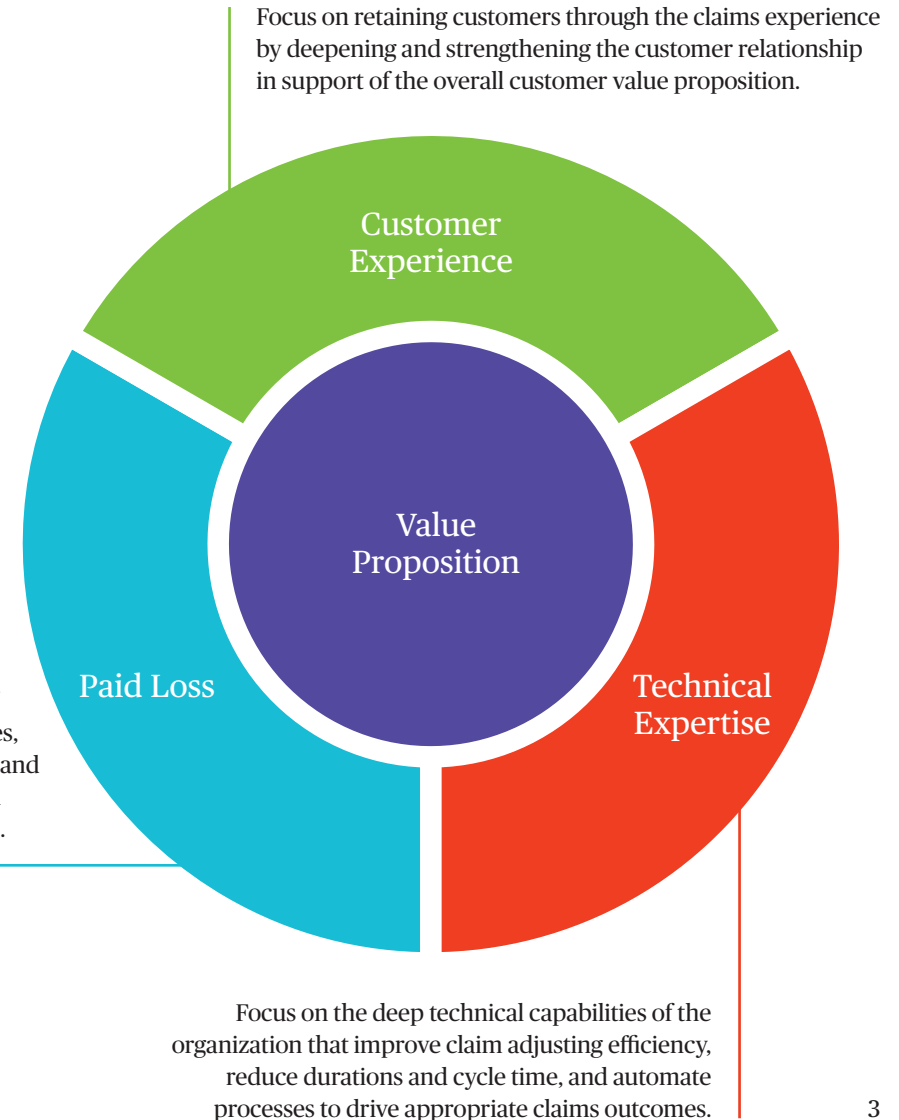 Focus on retaining customers through the claims experience
by deepening and strengthening the customer relationship
in support of the overall customer value proposition.
Customer
Experience
Value
Proposition
Paid Loss
and
Technical
Expertise
Focus on the deep technical capabilities of the
organization that improve claim adjusting efficiency,
reduce durations and cycle time, and automate
processes to drive appropriate claims outcomes.
3